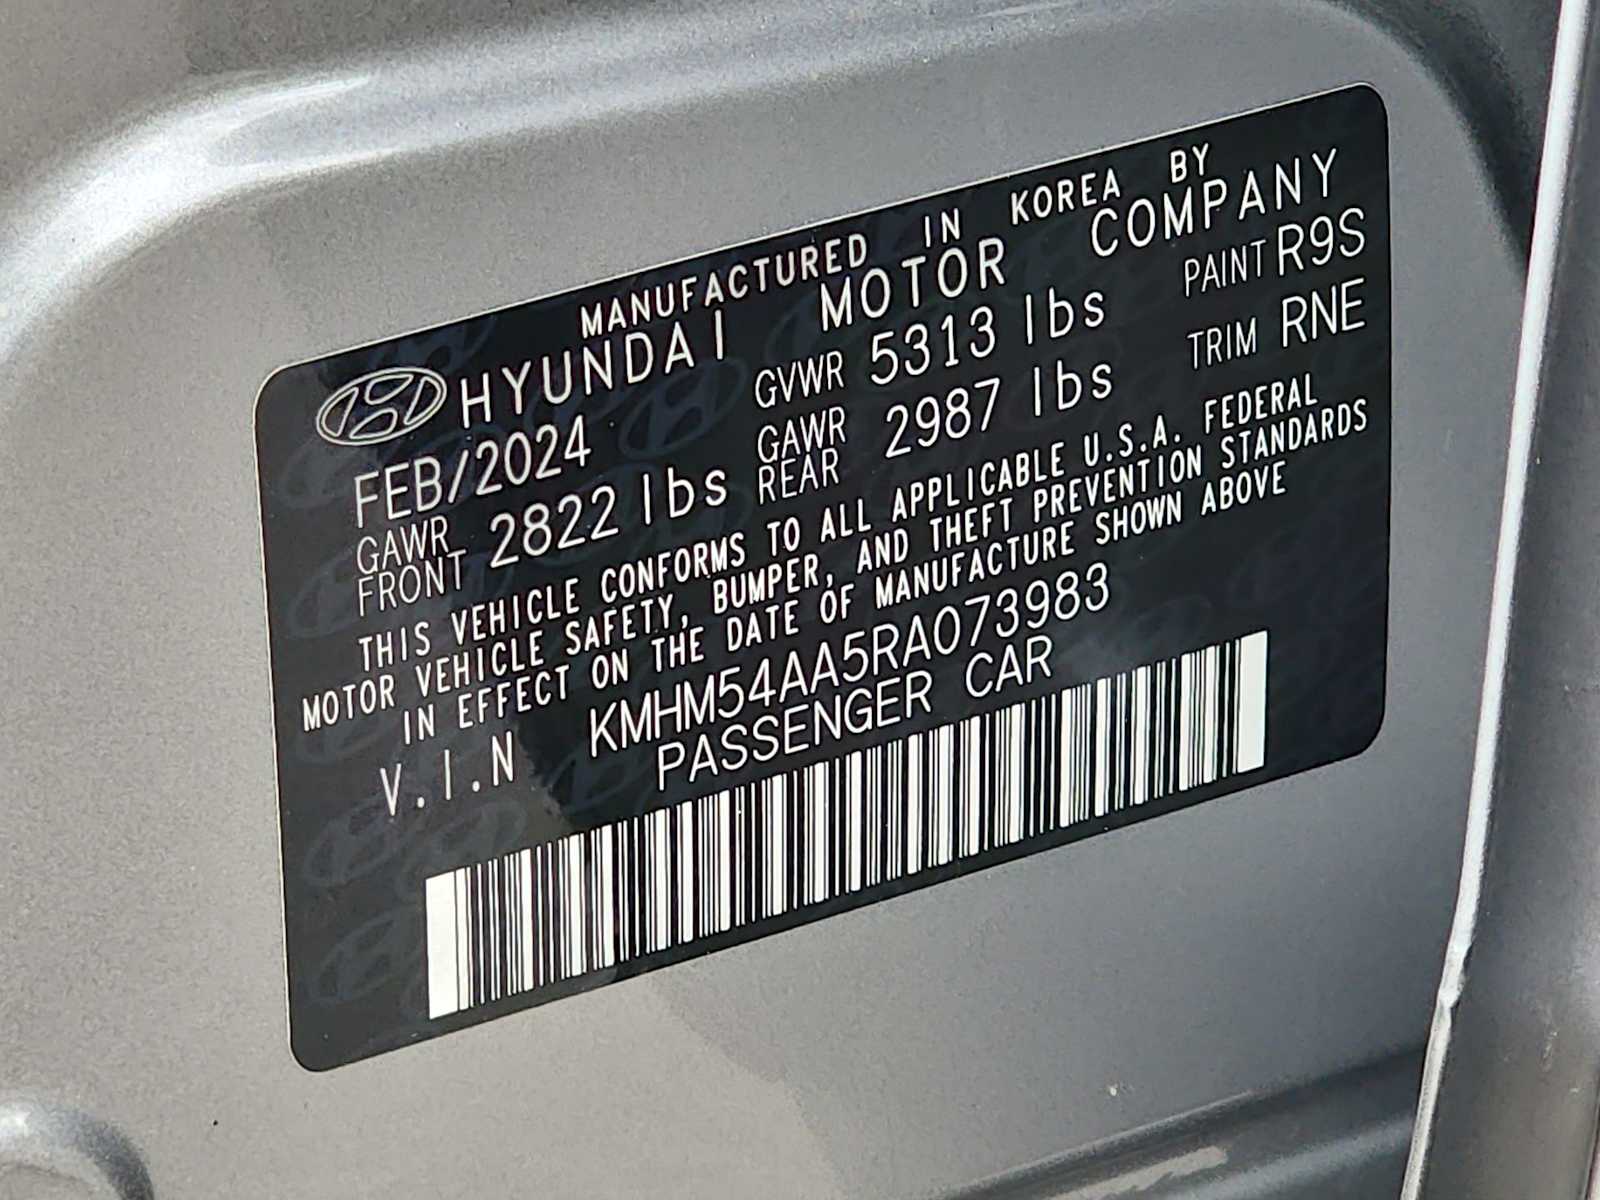 MANUFACTURED IN KOREA BY
HYUNDAI MOTOR COMPANY
FEB/2024 GVWR 5313 lbs PAINT R9S
GAWR FRONT 2822 lbs GAWR REAR 2987 lbs TRIM RNE
THIS VEHICLE CONFORMS TO ALL APPLICABLE U.S.A. FEDERAL
MOTOR VEHICLE SAFETY, BUMPER, AND THEFT PREVENTION STANDARDS
IN EFFECT ON THE DATE OF MANUFACTURE SHOWN ABOVE
V.I.N KMHM54AA5RA073983
PASSENGER CAR